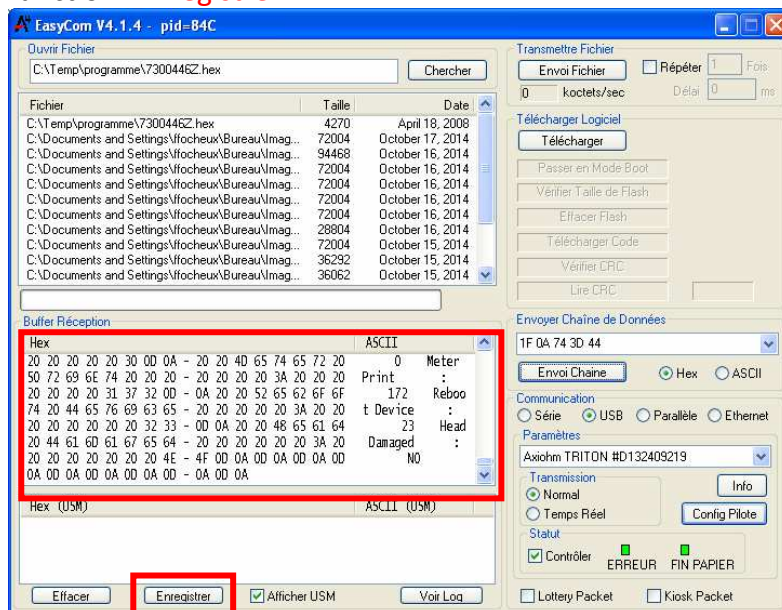 EasyCom V4.1.4 - pid=84C
Ouvrir Fichier
C:\Temp\programme\7300446Z.hex
Chercher
Fichier Taille Date
C:\Temp\programme\7300446Z.hex 4270 April 18, 2008
C:\Documents and Settings\ffocheux\Bureau\Imag... 72004 October 17, 2014
C:\Documents and Settings\ffocheux\Bureau\Imag... 94468 October 16, 2014
C:\Documents and Settings\ffocheux\Bureau\Imag... 72004 October 16, 2014
C:\Documents and Settings\ffocheux\Bureau\Imag... 72004 October 16, 2014
C:\Documents and Settings\ffocheux\Bureau\Imag... 72004 October 16, 2014
C:\Documents and Settings\ffocheux\Bureau\Imag... 28804 October 16, 2014
C:\Documents and Settings\ffocheux\Bureau\Imag... 72004 October 15, 2014
C:\Documents and Settings\ffocheux\Bureau\Imag... 36292 October 15, 2014
C:\Documents and Settings\ffocheux\Bureau\Imag... 36062 October 15, 2014
Buffer Réception
Hex ASCII
20 20 20 20 20 30 0D 0A - 20 20 4D 65 74 65 72 20 0 Meter
50 72 69 6E 74 20 20 20 - 20 20 20 20 3A 20 20 20 Print :
20 20 20 20 31 37 32 0D - 0A 20 20 52 65 62 6F 6F 172 Reboo
74 20 44 65 76 69 63 65 - 20 20 20 20 20 3A 20 20 t Device :
20 20 20 20 20 20 32 33 - 0D 0A 20 20 48 65 61 64 23 Head
20 44 61 6D 61 67 65 64 - 20 20 20 20 20 20 3A 20 Damaged :
20 20 20 20 20 20 20 4E - 4F 0D 0A 0D 0A 0D 0A 0D NO
0A 0D 0A 0D 0A 0D 0A 0D - 0A 0D 0A
Hex (USM) ASCII (USM)
Effacer
Enregistrer
Afficher USM
Voir Log
Transmettre Fichier
Envoi Fichier
Répéter 1 Fois
0 koctets/sec Délai 0 ms
Télécharger Logiciel
Télécharger
Passer en Mode Boot
Vérifier Taille de Flash
Effacer Flash
Télécharger Code
Vérifier CRC
Lire CRC
Envoyer Chaîne de Données
1F 0A 74 3D 44
Envoi Chaine Hex ASCII
Communication
Série USB Parallèle Ethernet
Paramètres
Axiohm TRITON #D132409219
Transmission
Normal
Info
Temps Réel
Config Pilote
Statut
Contrôler ERREUR FIN PAPIER
Lottery Packet Kiosk Packet